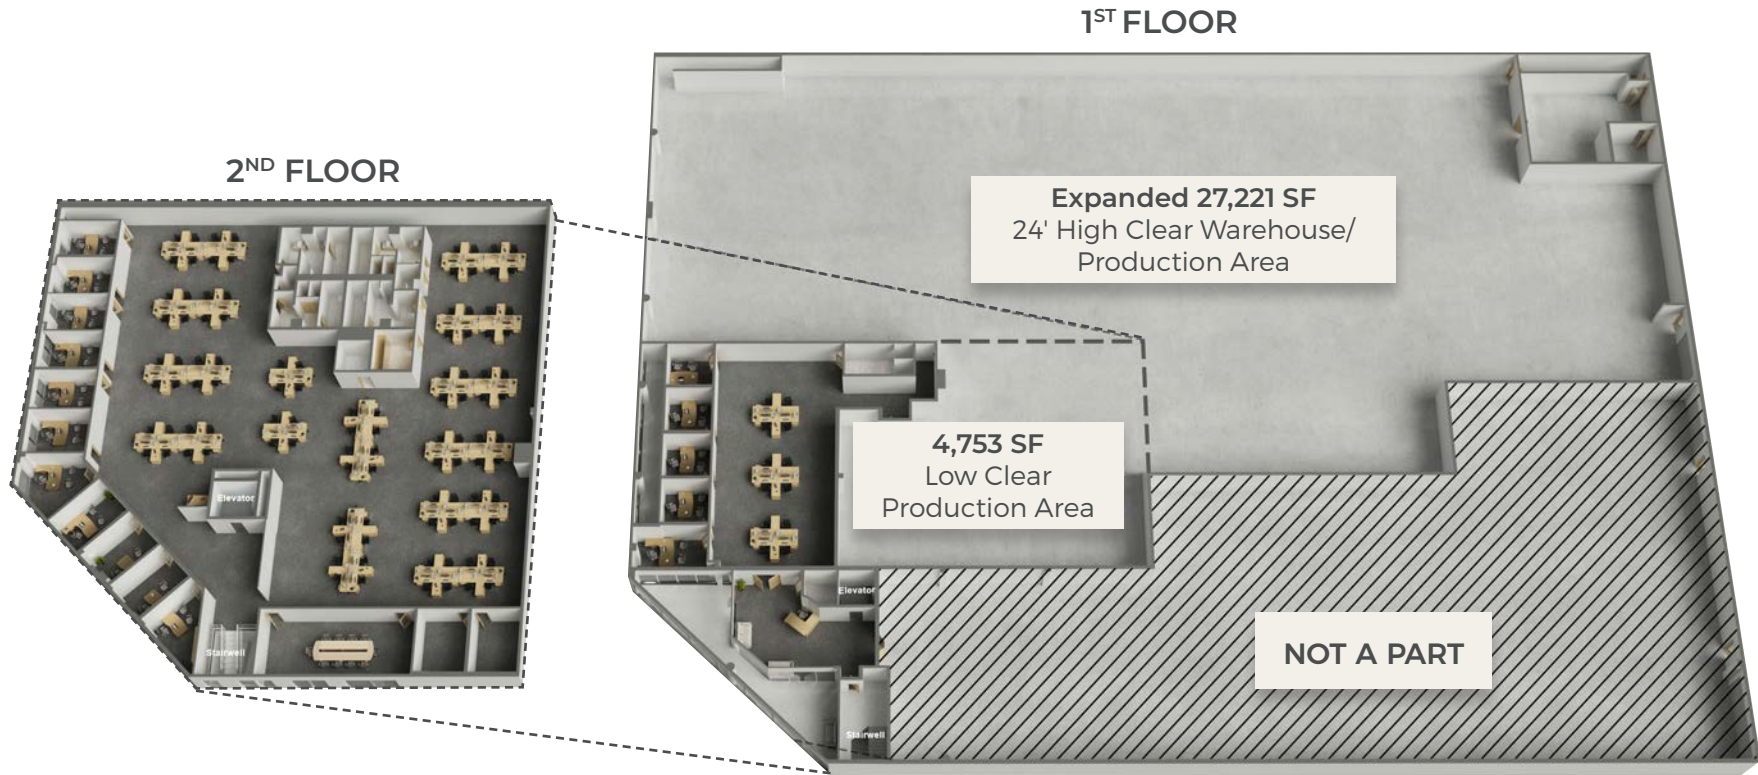 1ST FLOOR
2ND FLOOR
Expanded 27,221 SF
24' High Clear Warehouse/
Production Area
4,753 SF
Low Clear
Production Area
Elevator
Elevator
NOT A PART
Stairwell
Stairwell